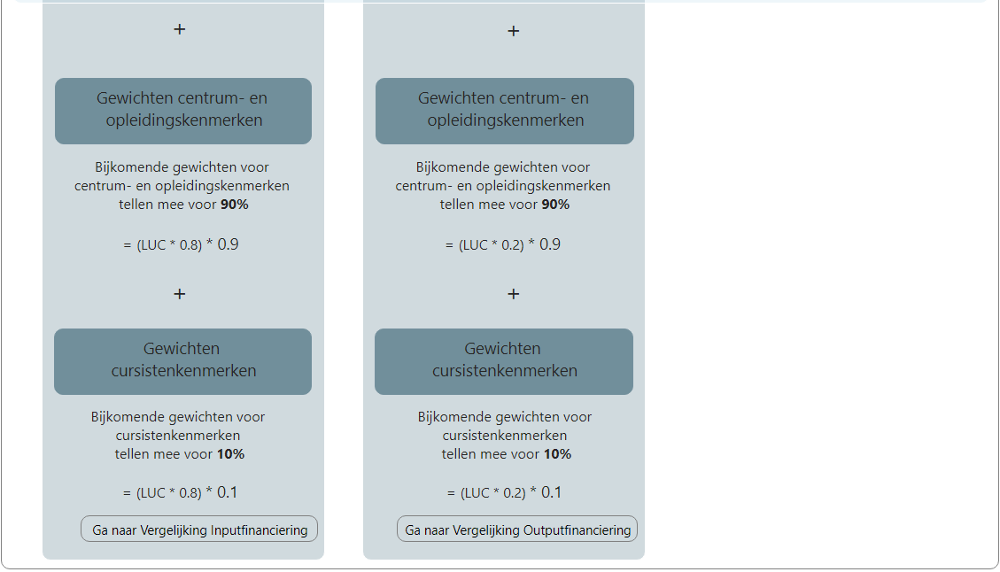 +
Gewichten centrum- en
opleidingskenmerken
Bijkomende gewichten voor
centrum- en opleidingskenmerken
tellen mee voor 90%
= (LUC * 0.8) * 0.9
+
Gewichten
cursistenkenmerken
Bijkomende gewichten voor
cursistenkenmerken
tellen mee voor 10%
= (LUC * 0.8) * 0.1
Ga naar Vergelijking Inputfinanciering
+
Gewichten centrum- en
opleidingskenmerken
Bijkomende gewichten voor
centrum- en opleidingskenmerken
tellen mee voor 90%
= (LUC * 0.2) * 0.9
+
Gewichten
cursistenkenmerken
Bijkomende gewichten voor
cursistenkenmerken
tellen mee voor 10%
= (LUC * 0.2) * 0.1
Ga naar Vergelijking Outputfinanciering